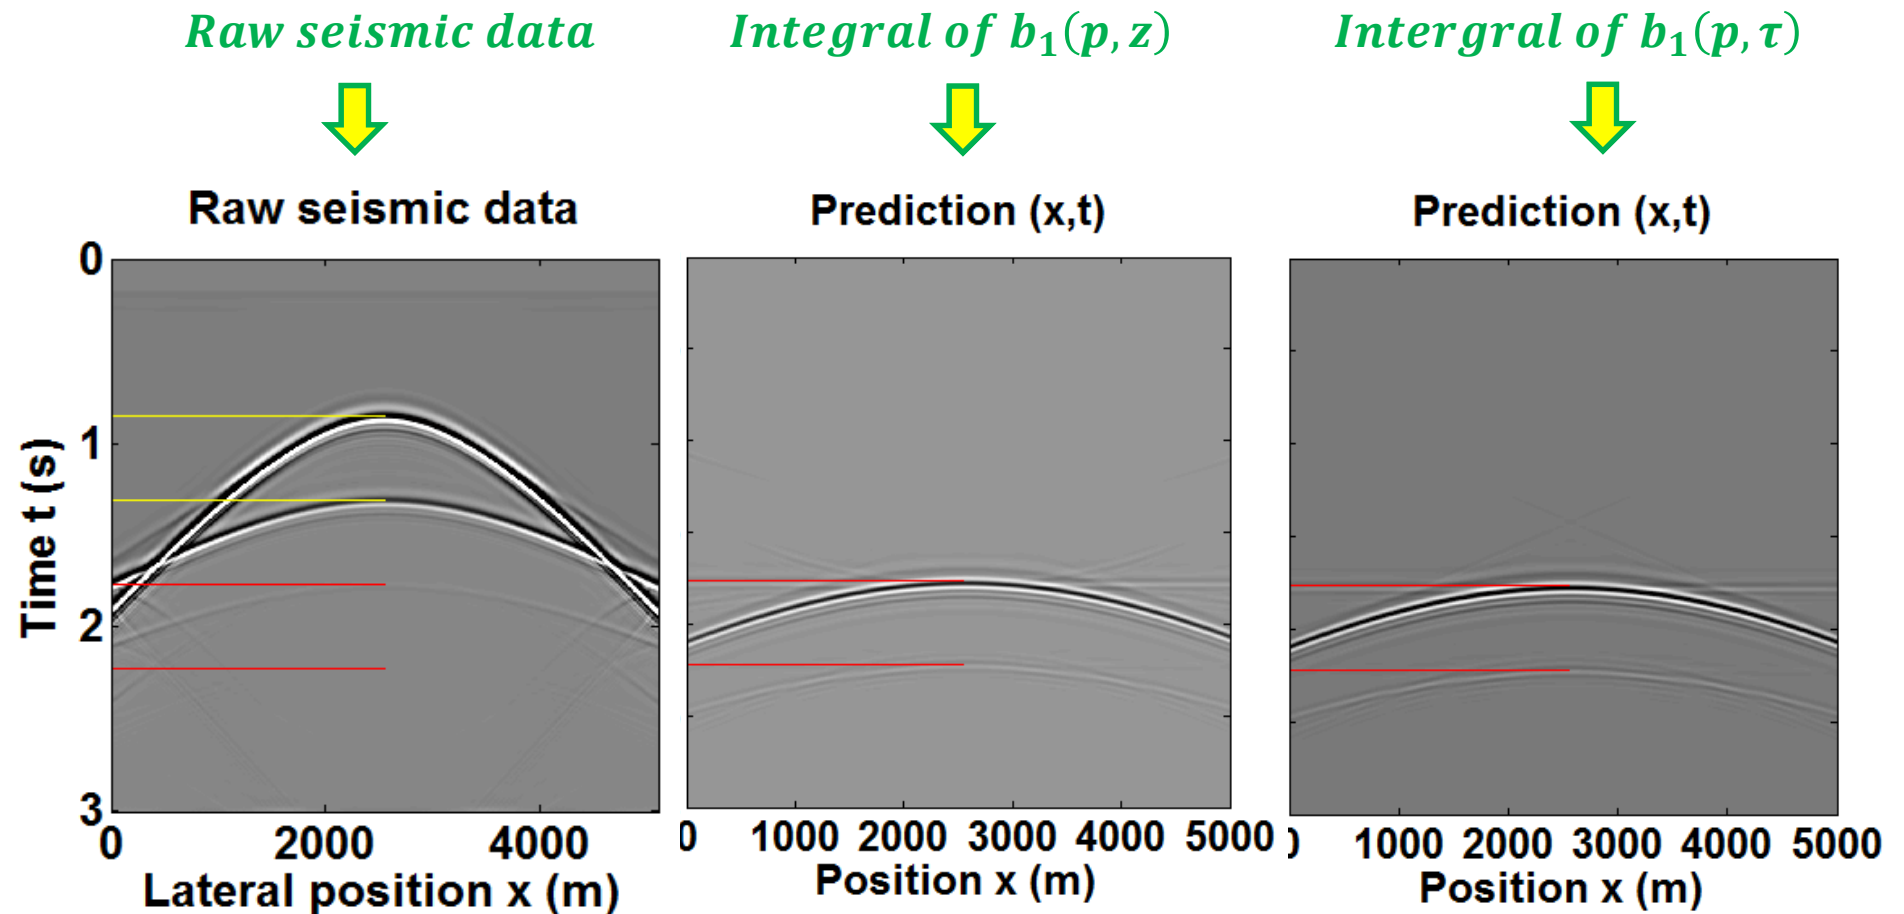 Raw seismic data
Integral of b₁(p, z)
Intergral of b₁(p, τ)
Raw seismic data
Prediction (x,t)
Prediction (x,t)
Time t (s)
0
1
2
3
0 2000 4000
Lateral position x (m)
0 1000 2000 3000 4000 5000
Position x (m)
1000 2000 3000 4000 5000
Position x (m)